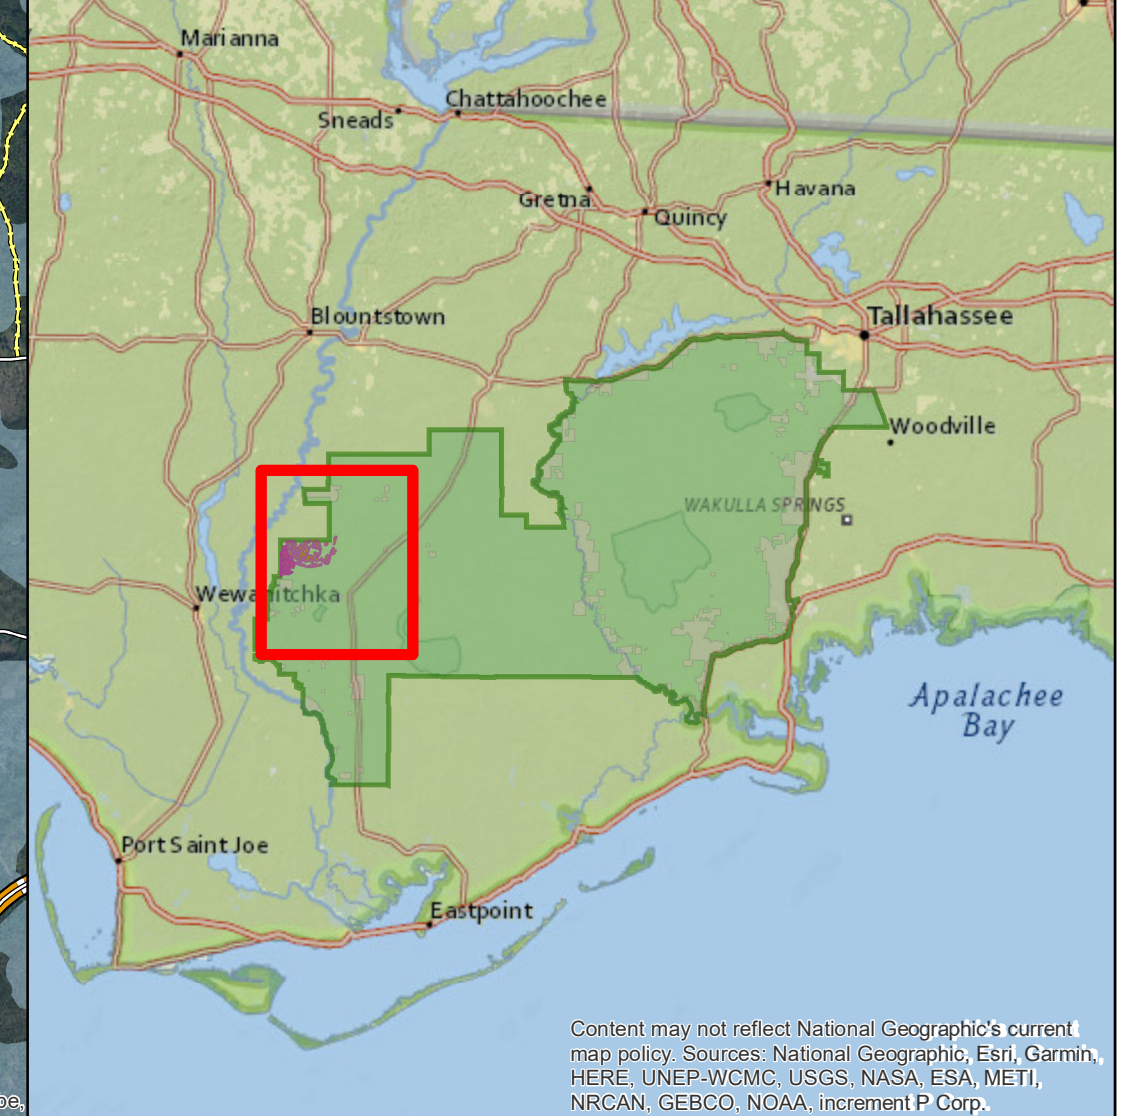 Marianna
Chattahoochee
Sneads
Havana
Gretna
Quincy
Blountstown
Tallahassee
Woodville
WAKULLA SPRINGS
Wewahitchka
Apalachee
Bay
Port Saint Joe
Eastpoint
Content may not reflect National Geographic's current
map policy. Sources: National Geographic, Esri, Garmin,
HERE, UNEP-WCMC, USGS, NASA, ESA, METI,
NRCAN, GEBCO, NOAA, increment P Corp.